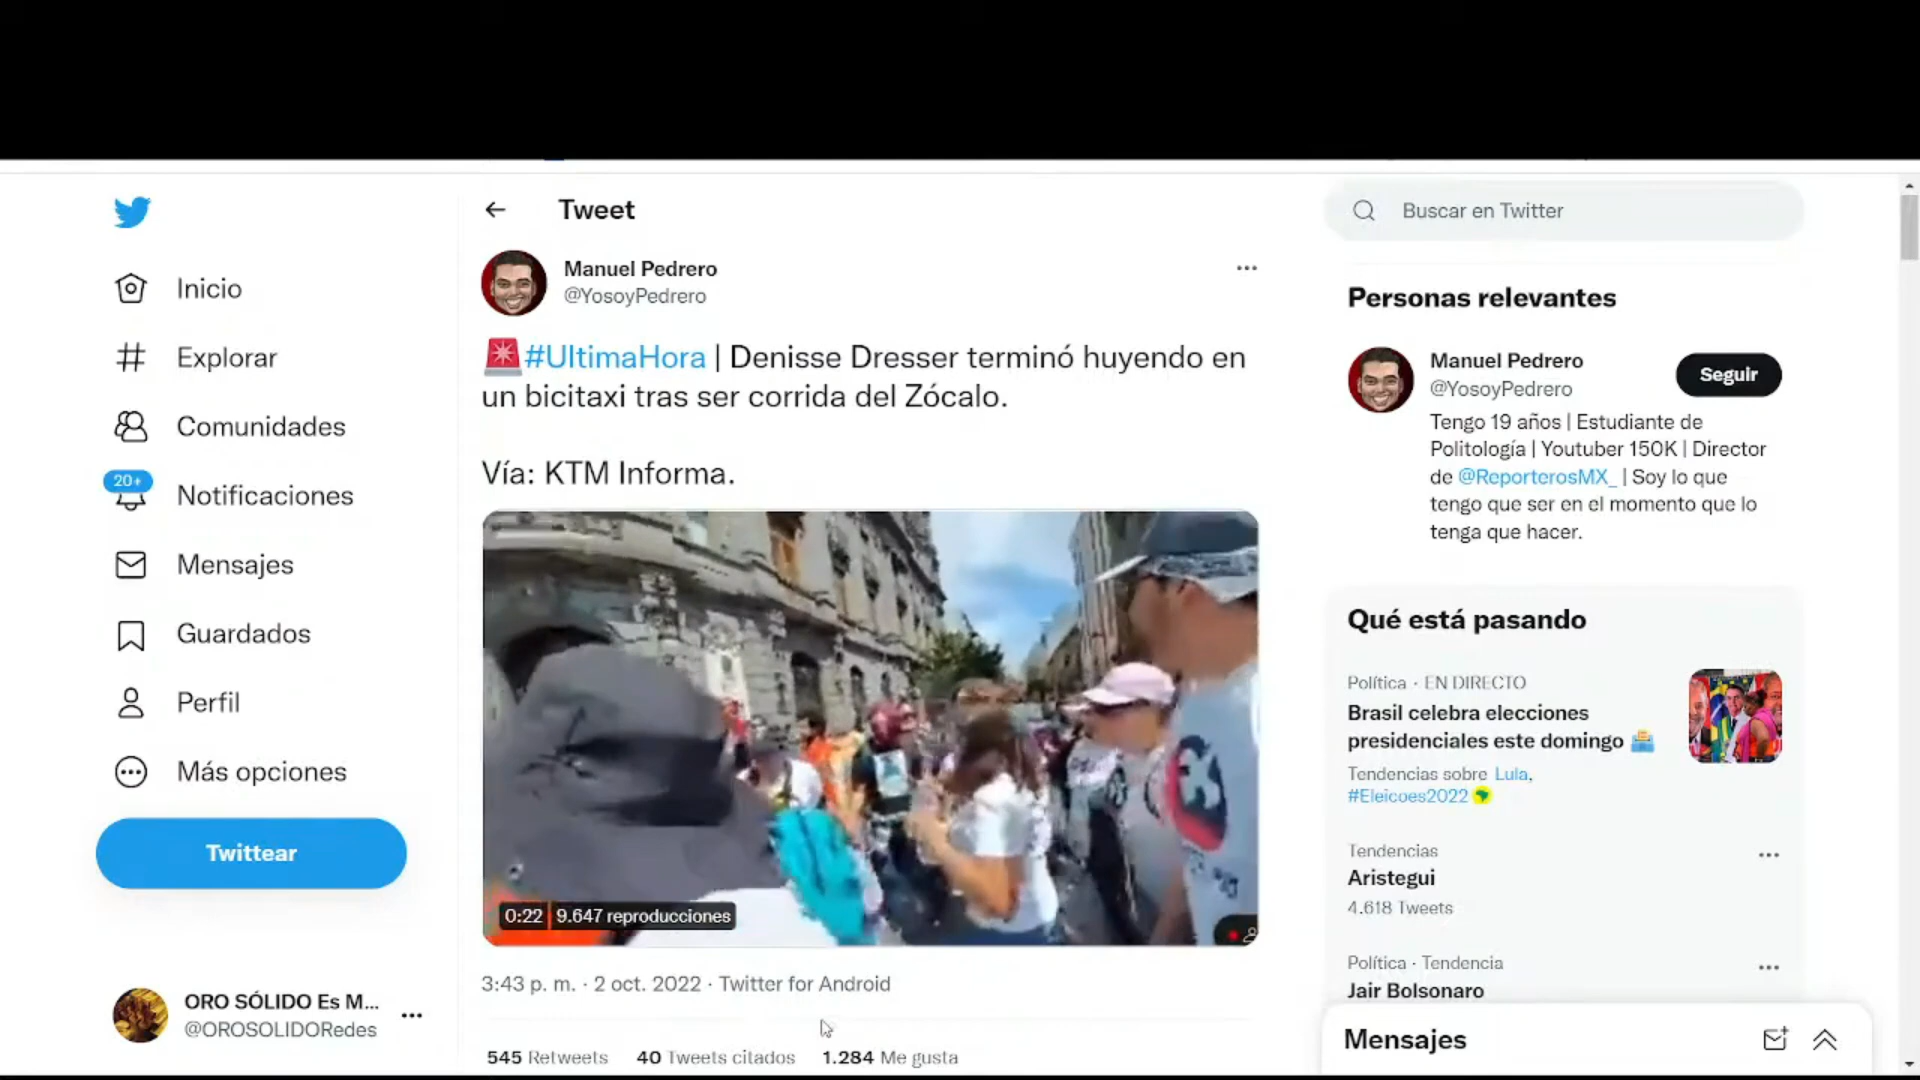 Tweet
Buscar en Twitter
Inicio
Explorar
Comunidades
20+
Notificaciones
Mensajes
Guardados
Perfil
Más opciones
Twittear
ORO SÓLIDO Es M...
@OROSOLIDORedes
Manuel Pedrero
@YosoyPedrero
#UltimaHora | Denisse Dresser terminó huyendo en
un bicitaxi tras ser corrida del Zócalo.
Vía: KTM Informa.
0:22 9.647 reproducciones
3:43 p. m. · 2 oct. 2022 · Twitter for Android
545 Retweets 40 Tweets citados 1.284 Me gusta
Personas relevantes
Manuel Pedrero
@YosoyPedrero
Seguir
Tengo 19 años | Estudiante de
Politología | Youtuber 150K | Director
de @ReporterosMX_ | Soy lo que
tengo que ser en el momento que lo
tenga que hacer.
Qué está pasando
Política · EN DIRECTO
Brasil celebra elecciones
presidenciales este domingo
Tendencias sobre Lula,
#Eleicoes2022
Tendencias
Aristegui
4.618 Tweets
Política · Tendencia
Jair Bolsonaro
Mensajes